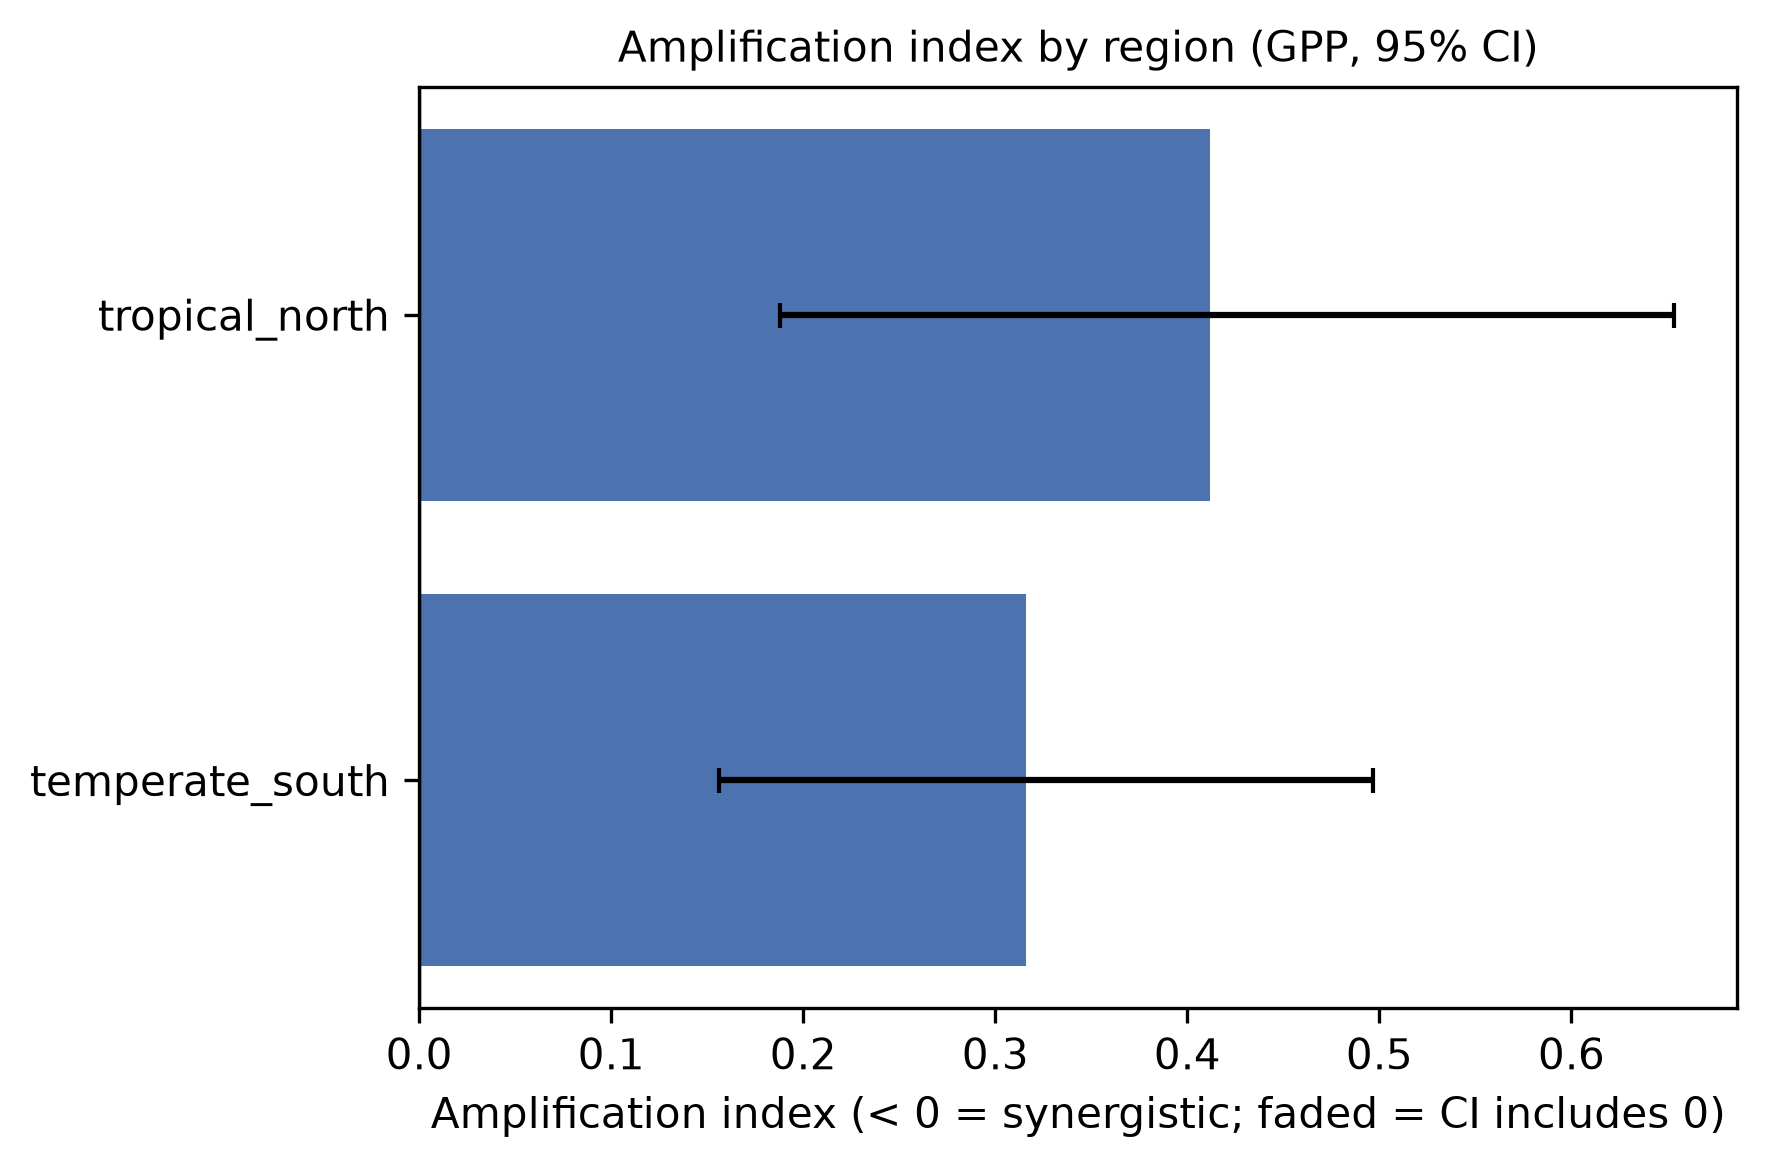 Amplification index by region (GPP, 95% CI)
tropical_north
temperate_south
0.0 0.1 0.2 0.3 0.4 0.5 0.6
Amplification index (< 0 = synergistic; faded = CI includes 0)